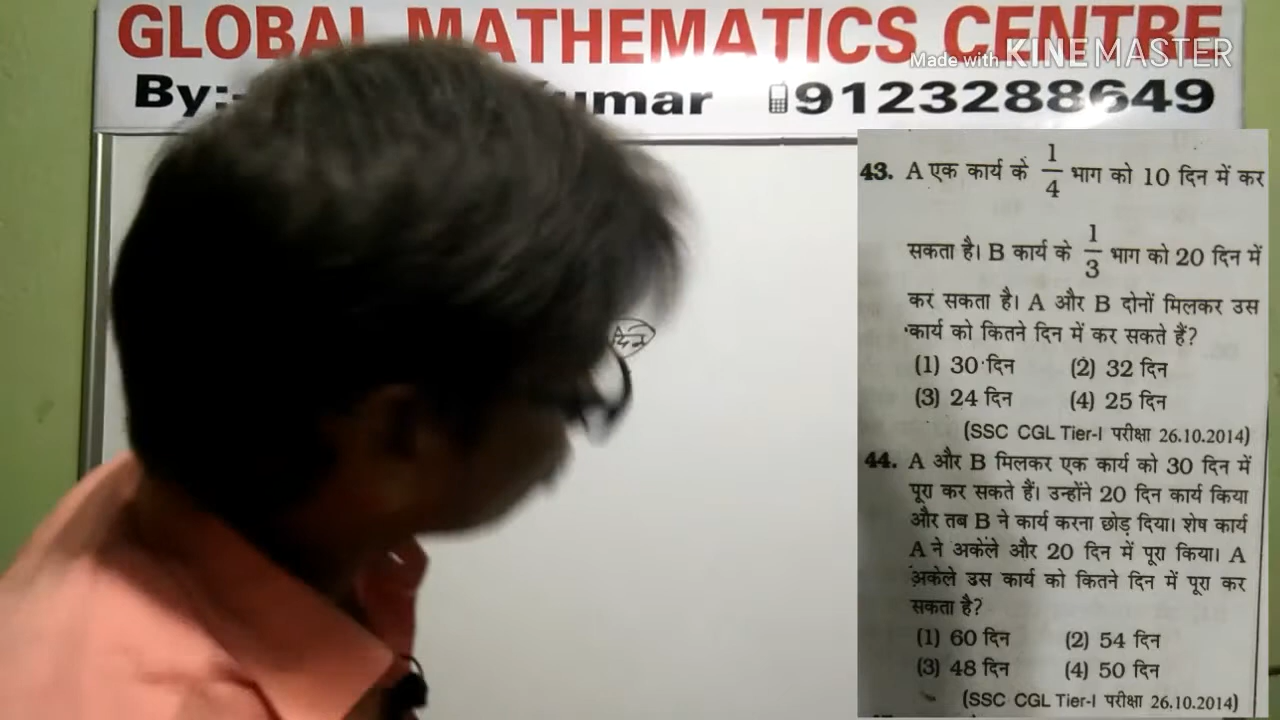 GLOBAL MATHEMATICS CENTRE
Made with KINEMASTER
By:- umar 9123288649
43. A एक कार्य के 1/4 भाग को 10 दिन में कर
सकता है। B कार्य के 1/3 भाग को 20 दिन में
कर सकता है। A और B दोनों मिलकर उस
कार्य को कितने दिन में कर सकते हैं?
(1) 30 दिन (2) 32 दिन
(3) 24 दिन (4) 25 दिन
(SSC CGL Tier-I परीक्षा 26.10.2014)
44. A और B मिलकर एक कार्य को 30 दिन में
पूरा कर सकते हैं। उन्होंने 20 दिन कार्य किया
और तब B ने कार्य करना छोड़ दिया। शेष कार्य
A ने अकेले और 20 दिन में पूरा किया। A
अकेले उस कार्य को कितने दिन में पूरा कर
सकता है?
(1) 60 दिन (2) 54 दिन
(3) 48 दिन (4) 50 दिन
(SSC CGL Tier-I परीक्षा 26.10.2014)
दिन